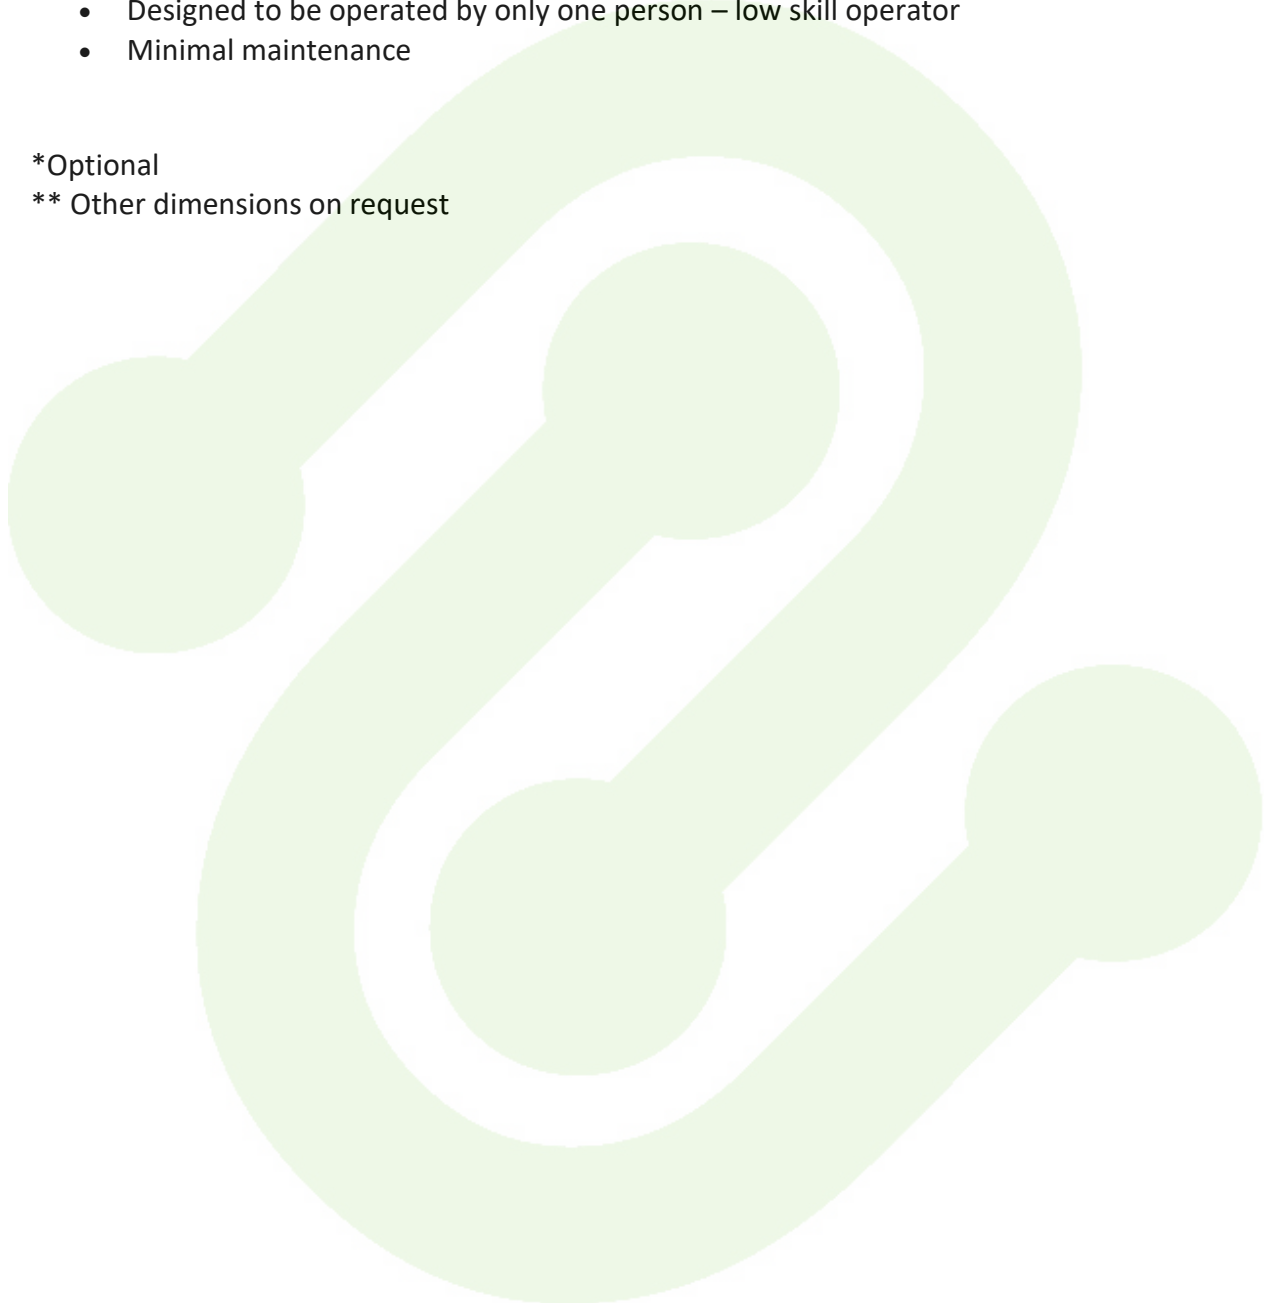 • Designed to be operated by only one person – low skill operator
• Minimal maintenance
*Optional
** Other dimensions on request